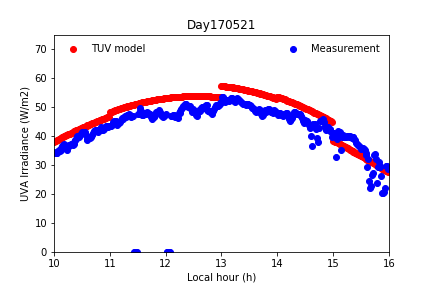 Day170521
TUV model
Measurement
UVA Irradiance (W/m2)
70
60
50
40
30
20
10
0
10 11 12 13 14 15 16
Local hour (h)